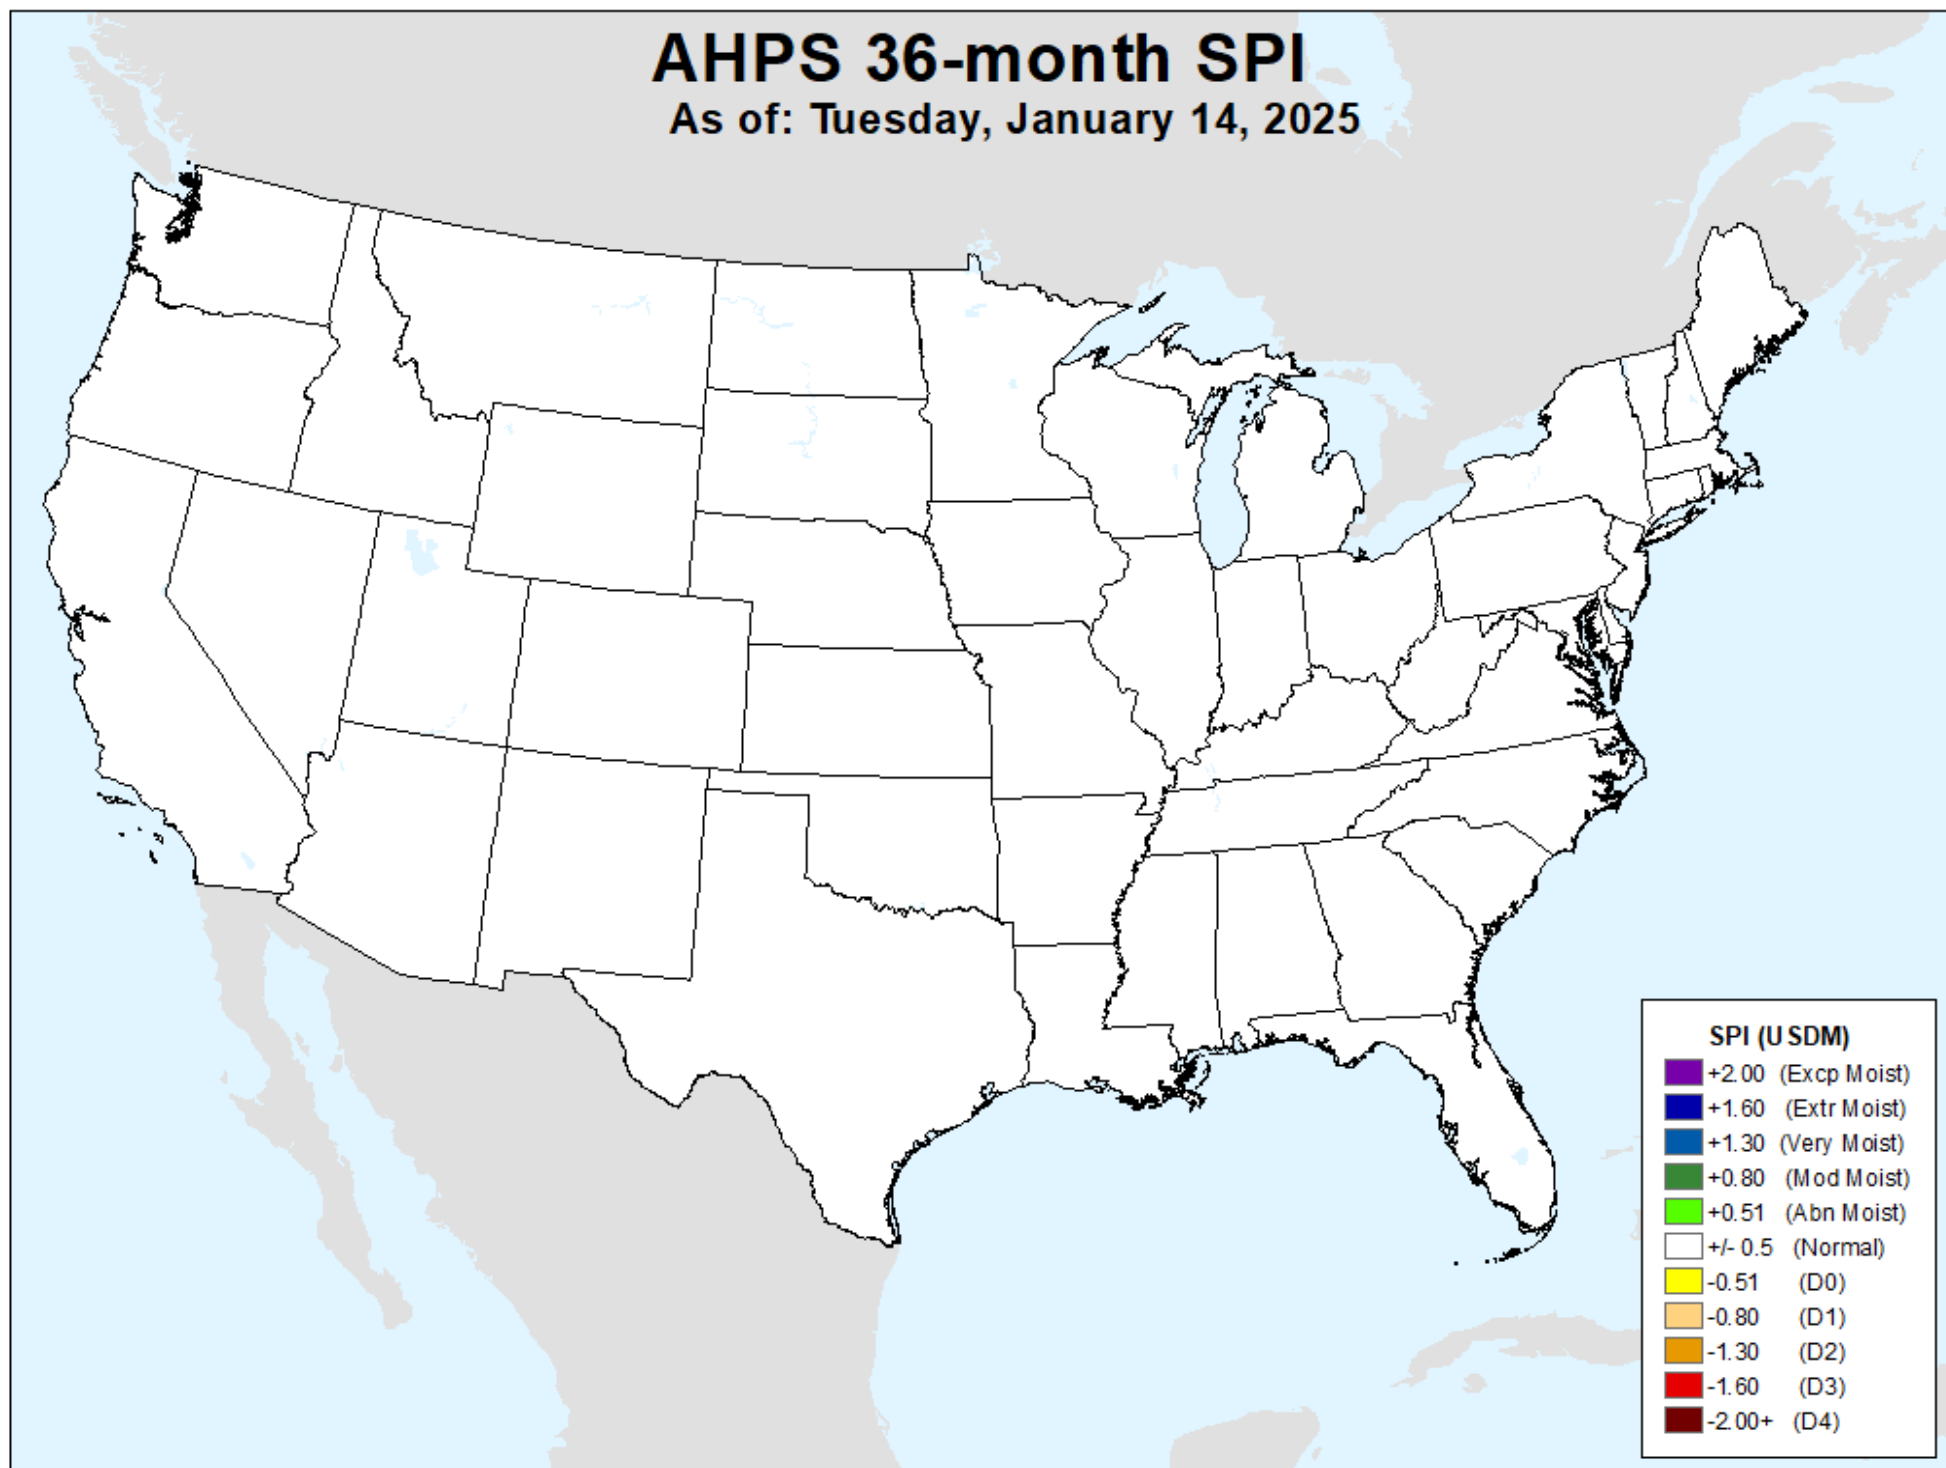 AHPS 36-month SPI
As of: Tuesday, January 14, 2025
SPI (USDM)
+2.00 (Excp Moist)
+1.60 (Extr Moist)
+1.30 (Very Moist)
+0.80 (Mod Moist)
+0.51 (Abn Moist)
+/- 0.5 (Normal)
-0.51 (D0)
-0.80 (D1)
-1.30 (D2)
-1.60 (D3)
-2.00+ (D4)